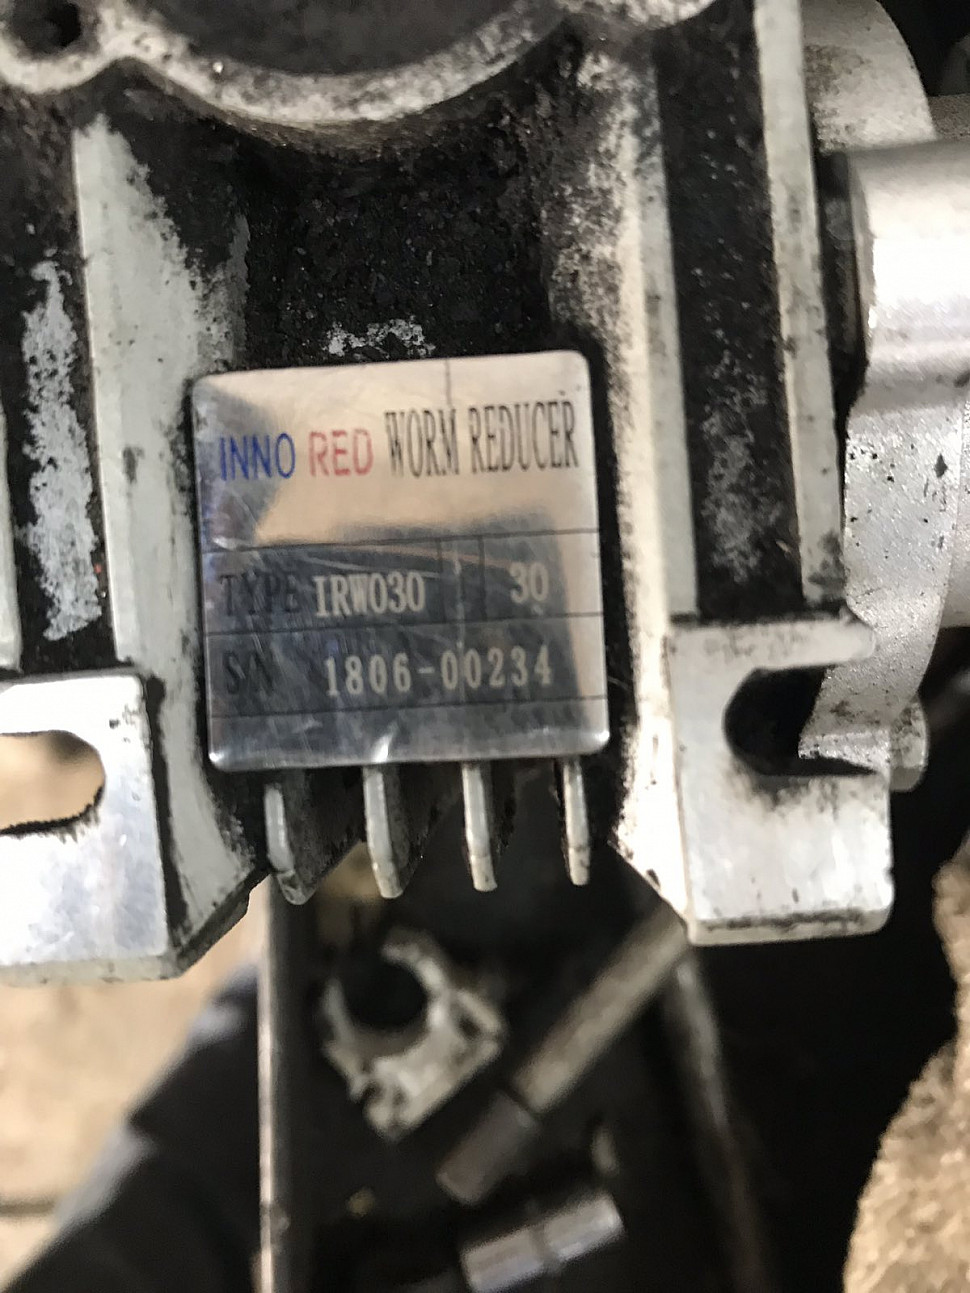 INNO RED WORM REDUCER
TYPE IRW030 I 30
S/N 1806-00234